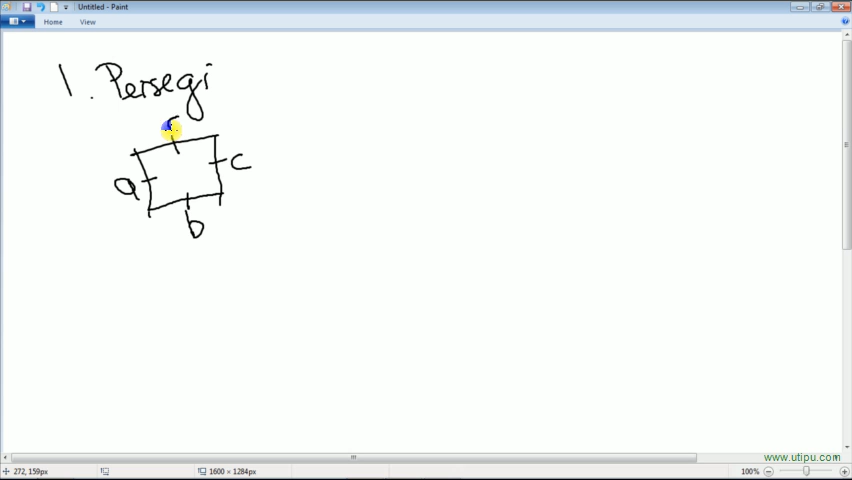 Untitled - Paint
Home View
1. Persegi
a
c
b
www.utipu.com
272, 159px
1600 × 1284px
100%